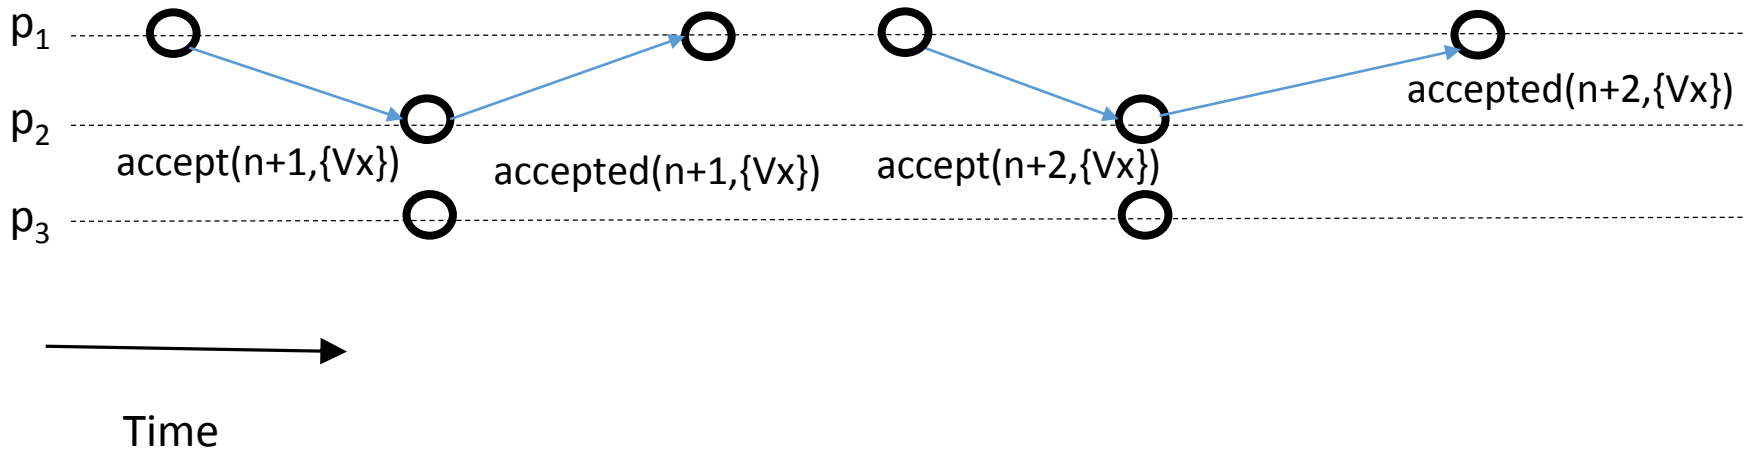 p₁
accepted(n+2,{Vx})
p₂
accept(n+1,{Vx})
accepted(n+1,{Vx})
accept(n+2,{Vx})
p₃
Time